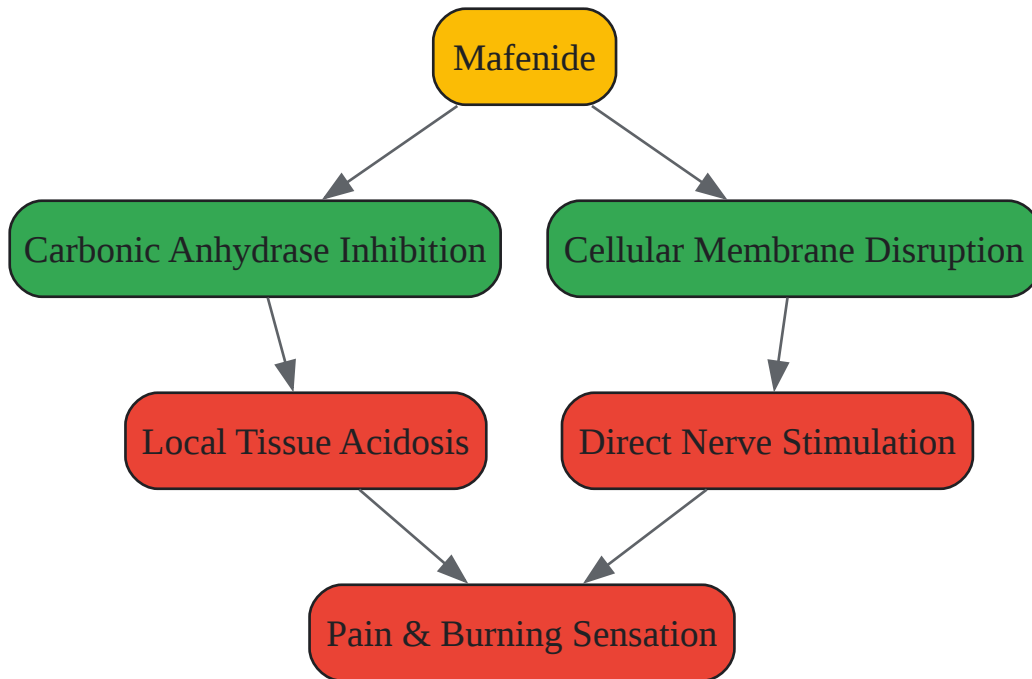 Mafenide
Carbonic Anhydrase Inhibition
Cellular Membrane Disruption
Local Tissue Acidosis
Direct Nerve Stimulation
Pain & Burning Sensation